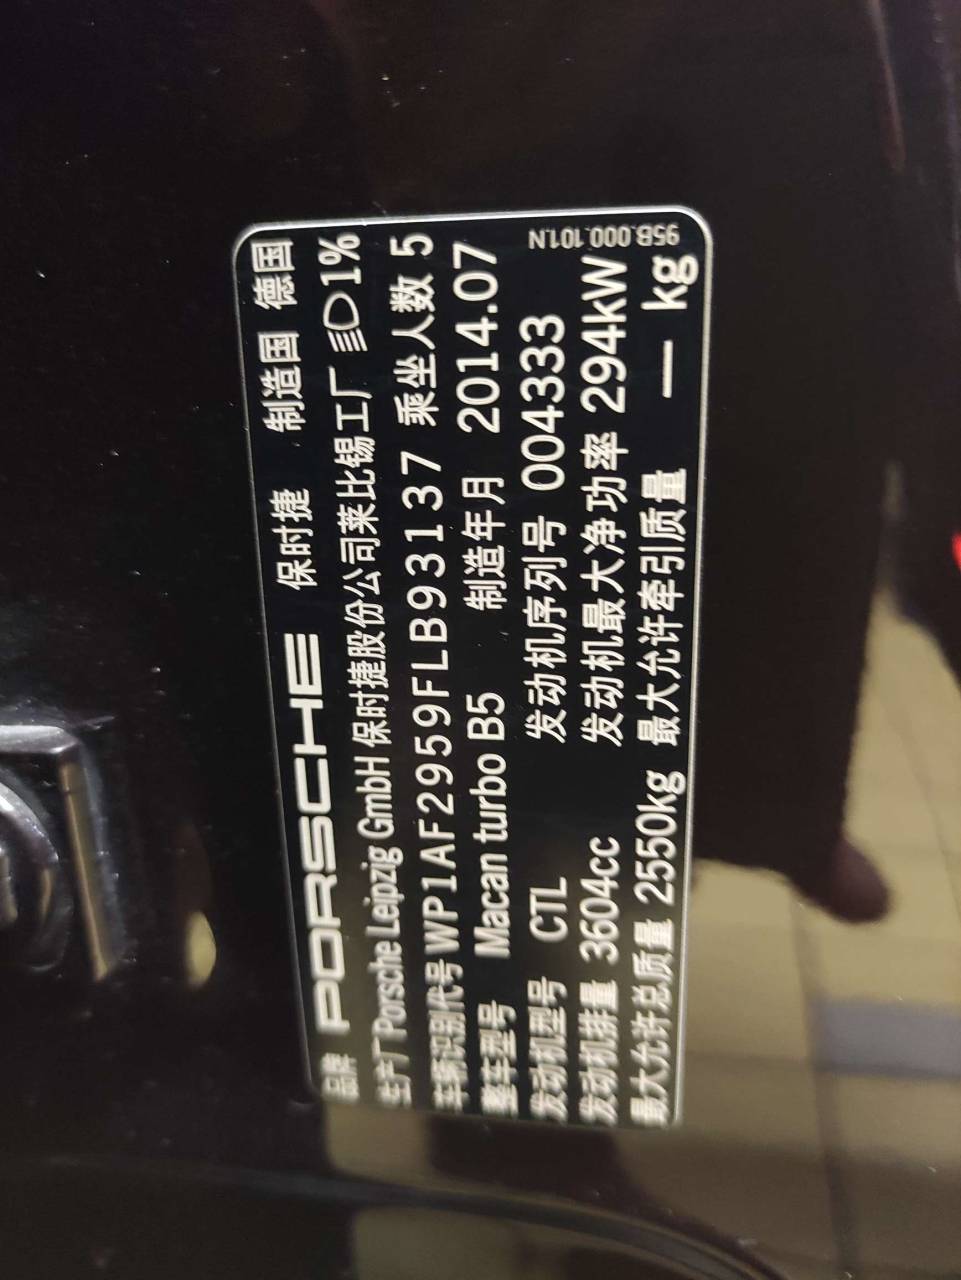 品牌 PORSCHE 保时捷 制造国 德国
生产厂 Porsche Leipzig GmbH 保时捷股份公司莱比锡工厂 1%
车辆识别代号 WP1AF2959FLB93137 乘坐人数 5
整车型号 Macan turbo B5 制造年月 2014.07
发动机型号 CTL 发动机序列号 004333
发动机排量 3604cc 发动机最大净功率 294kW
最大允许总质量 2550kg 最大允许牵引质量 — kg
95B.000.101.N